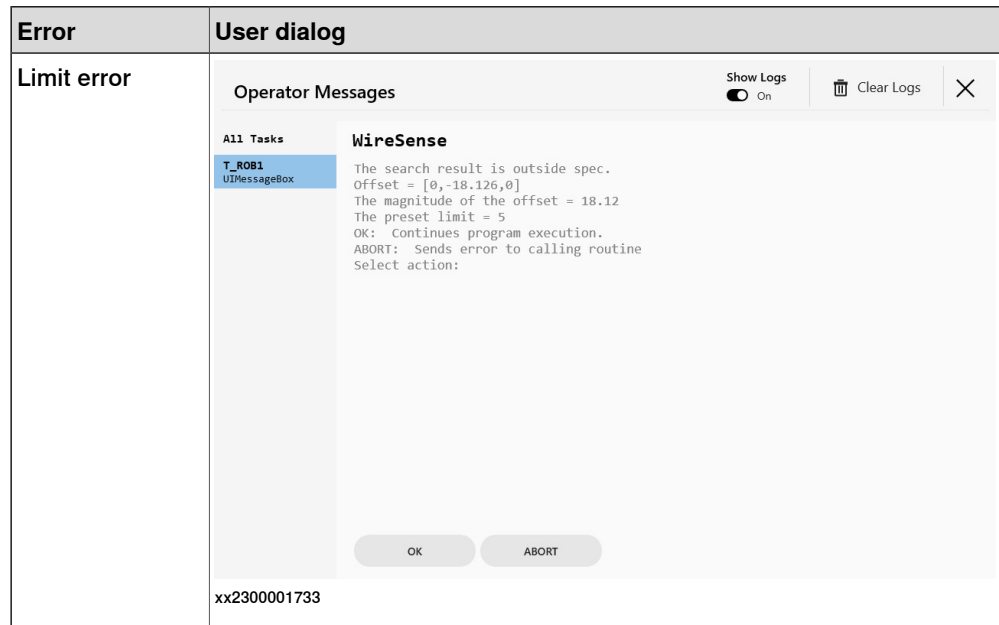 Error User dialog
Limit error
Operator Messages
Show Logs
On
Clear Logs
All Tasks
T_ROB1
UIMessageBox
WireSense
The search result is outside spec.
Offset = [0,-18.126,0]
The magnitude of the offset = 18.12
The preset limit = 5
OK:  Continues program execution.
ABORT:  Sends error to calling routine
Select action:
OK ABORT
xx2300001733